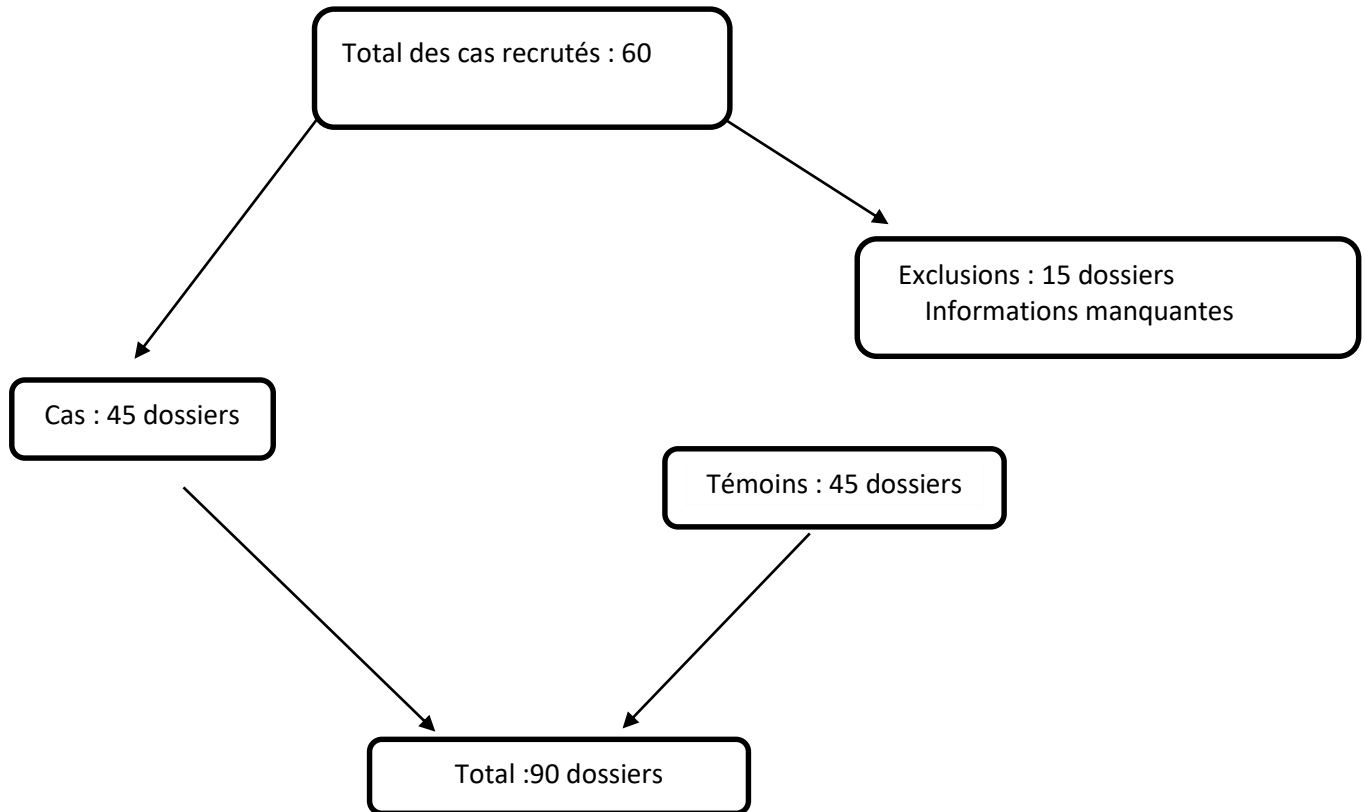 Total des cas recrutés : 60
Exclusions : 15 dossiers
Informations manquantes
Cas : 45 dossiers
Témoins : 45 dossiers
Total :90 dossiers